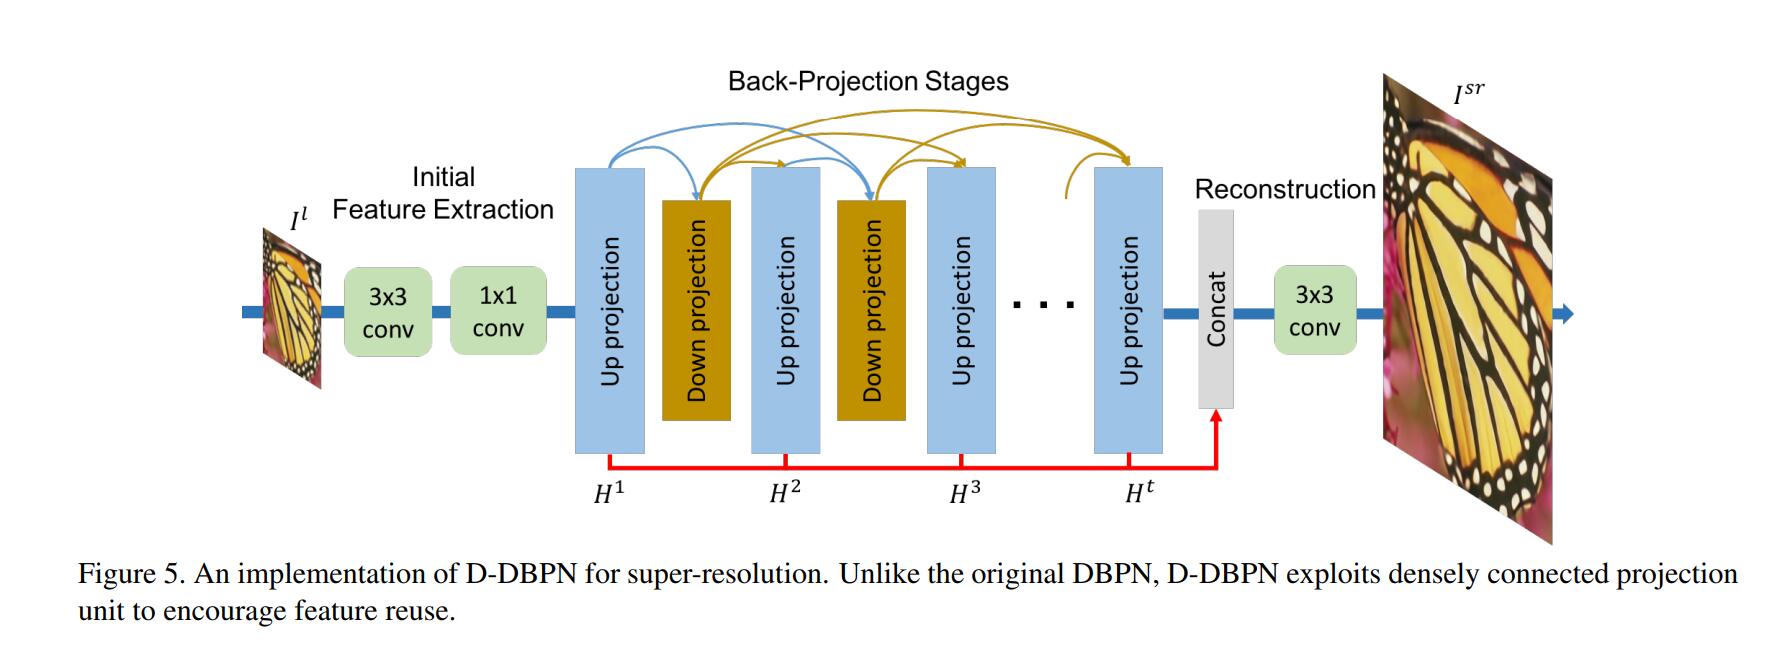 Back-Projection Stages
I^{sr}
Initial
Feature Extraction
Reconstruction
I^l
3x3
conv
1x1
conv
Up projection
Down projection
Up projection
Down projection
Up projection
. . .
Up projection
Concat
3x3
conv
H^1
H^2
H^3
H^t
Figure 5. An implementation of D-DBPN for super-resolution. Unlike the original DBPN, D-DBPN exploits densely connected projection
unit to encourage feature reuse.